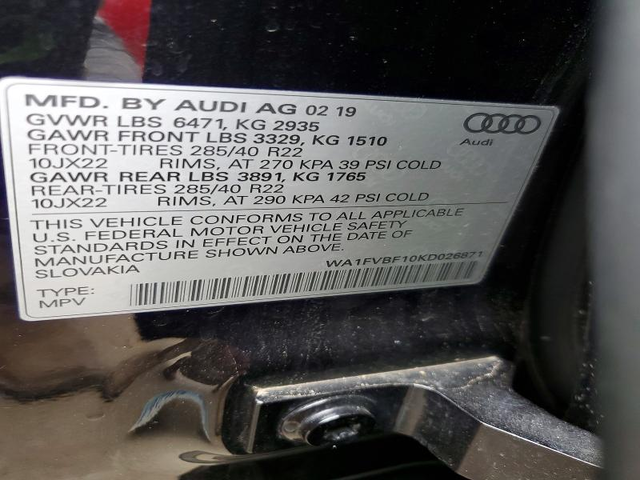 MFD. BY AUDI AG 02 19
GVWR LBS 6471, KG 2935
GAWR FRONT LBS 3329, KG 1510
FRONT-TIRES 285/40 R22
10JX22 RIMS, AT 270 KPA 39 PSI COLD
GAWR REAR LBS 3891, KG 1765
REAR-TIRES 285/40 R22
10JX22 RIMS, AT 290 KPA 42 PSI COLD
THIS VEHICLE CONFORMS TO ALL APPLICABLE
U.S. FEDERAL MOTOR VEHICLE SAFETY
STANDARDS IN EFFECT ON THE DATE OF
MANUFACTURE SHOWN ABOVE.
SLOVAKIA WA1FVBF10KD026871
TYPE:
MPV
Audi